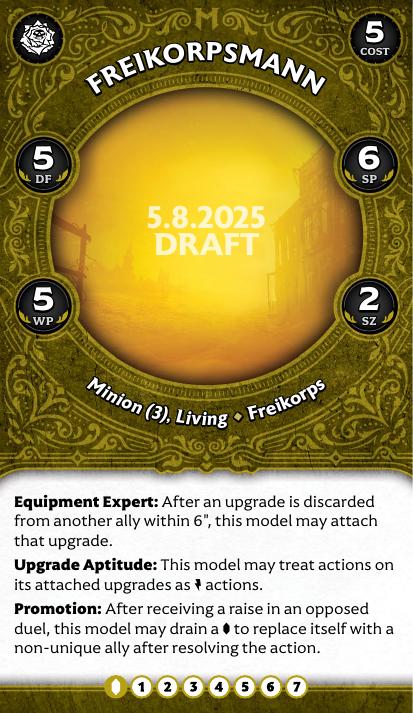 5
COST
FREIKORPSMANN
5
DF
6
SP
5.8.2025
DRAFT
5
WP
2
SZ
Minion (3), Living • Freikorps
Equipment Expert: After an upgrade is discarded
from another ally within 6", this model may attach
that upgrade.
Upgrade Aptitude: This model may treat actions on
its attached upgrades as actions.
Promotion: After receiving a raise in an opposed
duel, this model may drain a to replace itself with a
non-unique ally after resolving the action.
1 2 3 4 5 6 7